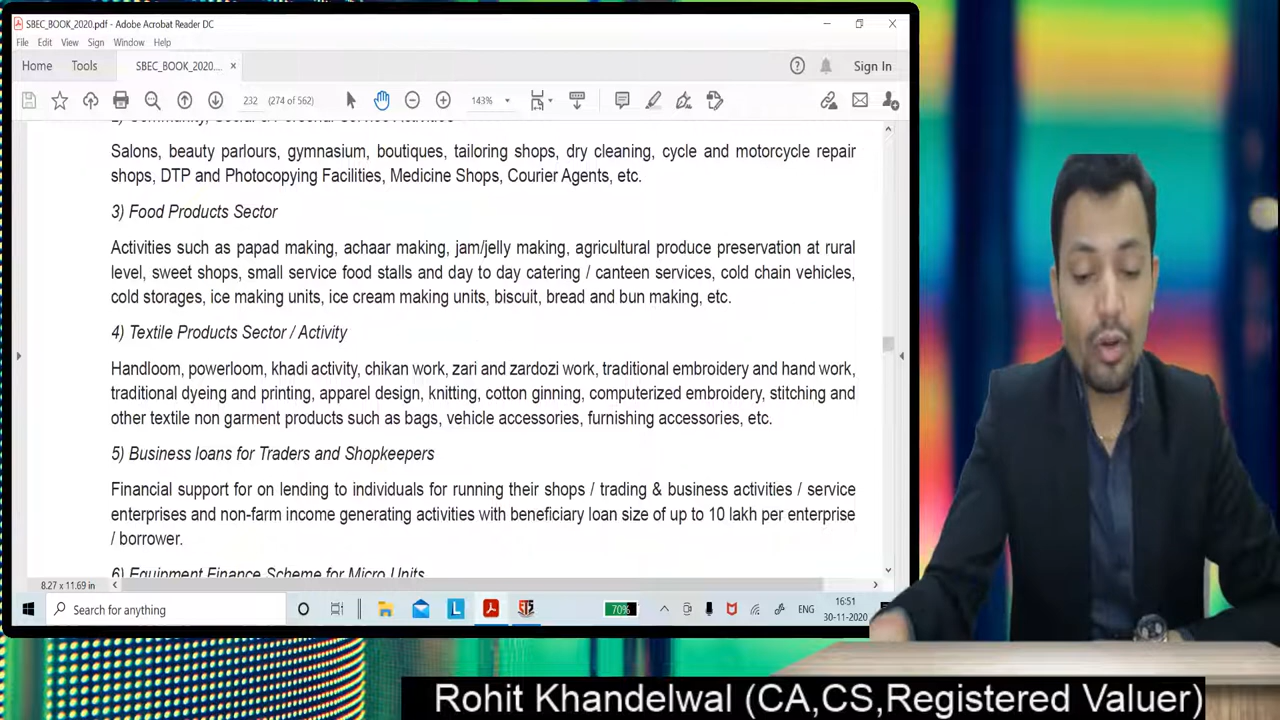 SBEC_BOOK_2020.pdf - Adobe Acrobat Reader DC
File Edit View Sign Window Help
Home Tools SBEC_BOOK_2020... × Sign In
232 (274 of 562) 143%
2) Community, Social & Personal Service Activities
Salons, beauty parlours, gymnasium, boutiques, tailoring shops, dry cleaning, cycle and motorcycle repair
shops, DTP and Photocopying Facilities, Medicine Shops, Courier Agents, etc.
3) Food Products Sector
Activities such as papad making, achaar making, jam/jelly making, agricultural produce preservation at rural
level, sweet shops, small service food stalls and day to day catering / canteen services, cold chain vehicles,
cold storages, ice making units, ice cream making units, biscuit, bread and bun making, etc.
4) Textile Products Sector / Activity
Handloom, powerloom, khadi activity, chikan work, zari and zardozi work, traditional embroidery and hand work,
traditional dyeing and printing, apparel design, knitting, cotton ginning, computerized embroidery, stitching and
other textile non garment products such as bags, vehicle accessories, furnishing accessories, etc.
5) Business loans for Traders and Shopkeepers
Financial support for on lending to individuals for running their shops / trading & business activities / service
enterprises and non-farm income generating activities with beneficiary loan size of up to 10 lakh per enterprise
/ borrower.
6) Equipment Finance Scheme for Micro Units
8.27 x 11.69 in
Search for anything 70% ENG 16:51
30-11-2020
Rohit Khandelwal (CA,CS,Registered Valuer)